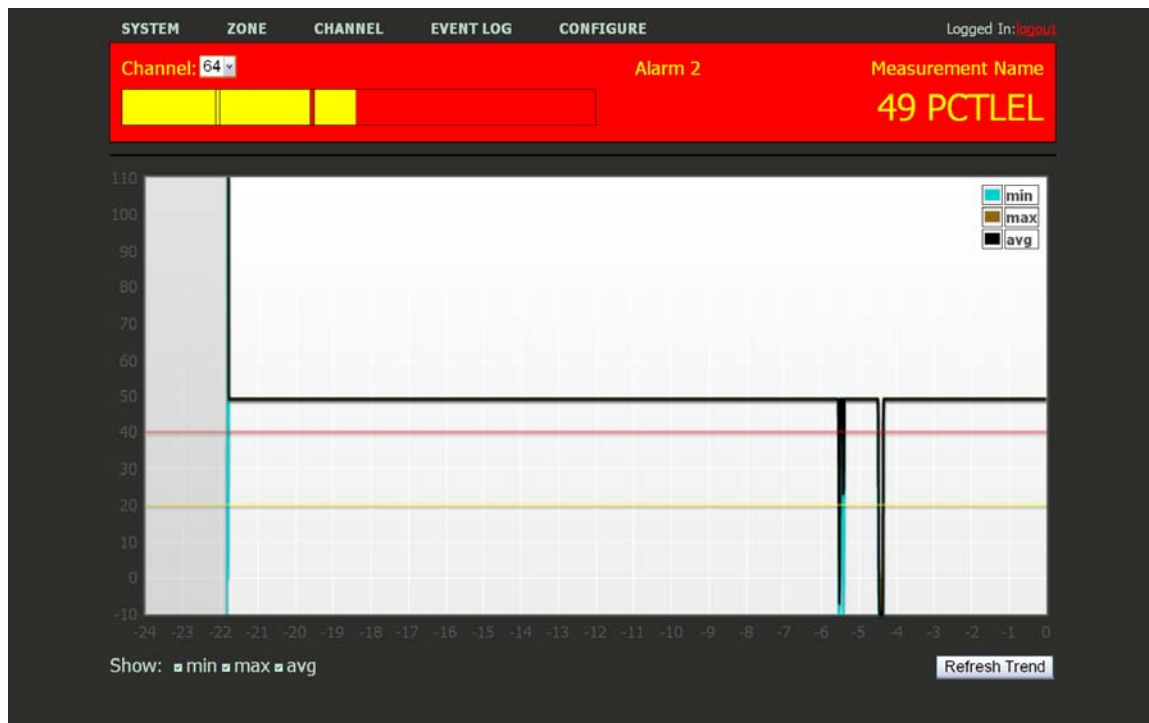 SYSTEM ZONE CHANNEL EVENT LOG CONFIGURE Logged In:logout
Channel: 64 Alarm 2 Measurement Name
49 PCTLEL
110
100
90
80
70
60
50
40
30
20
10
0
-10
min
max
avg
-24 -23 -22 -21 -20 -19 -18 -17 -16 -15 -14 -13 -12 -11 -10 -9 -8 -7 -6 -5 -4 -3 -2 -1 0
Show: min max avg Refresh Trend